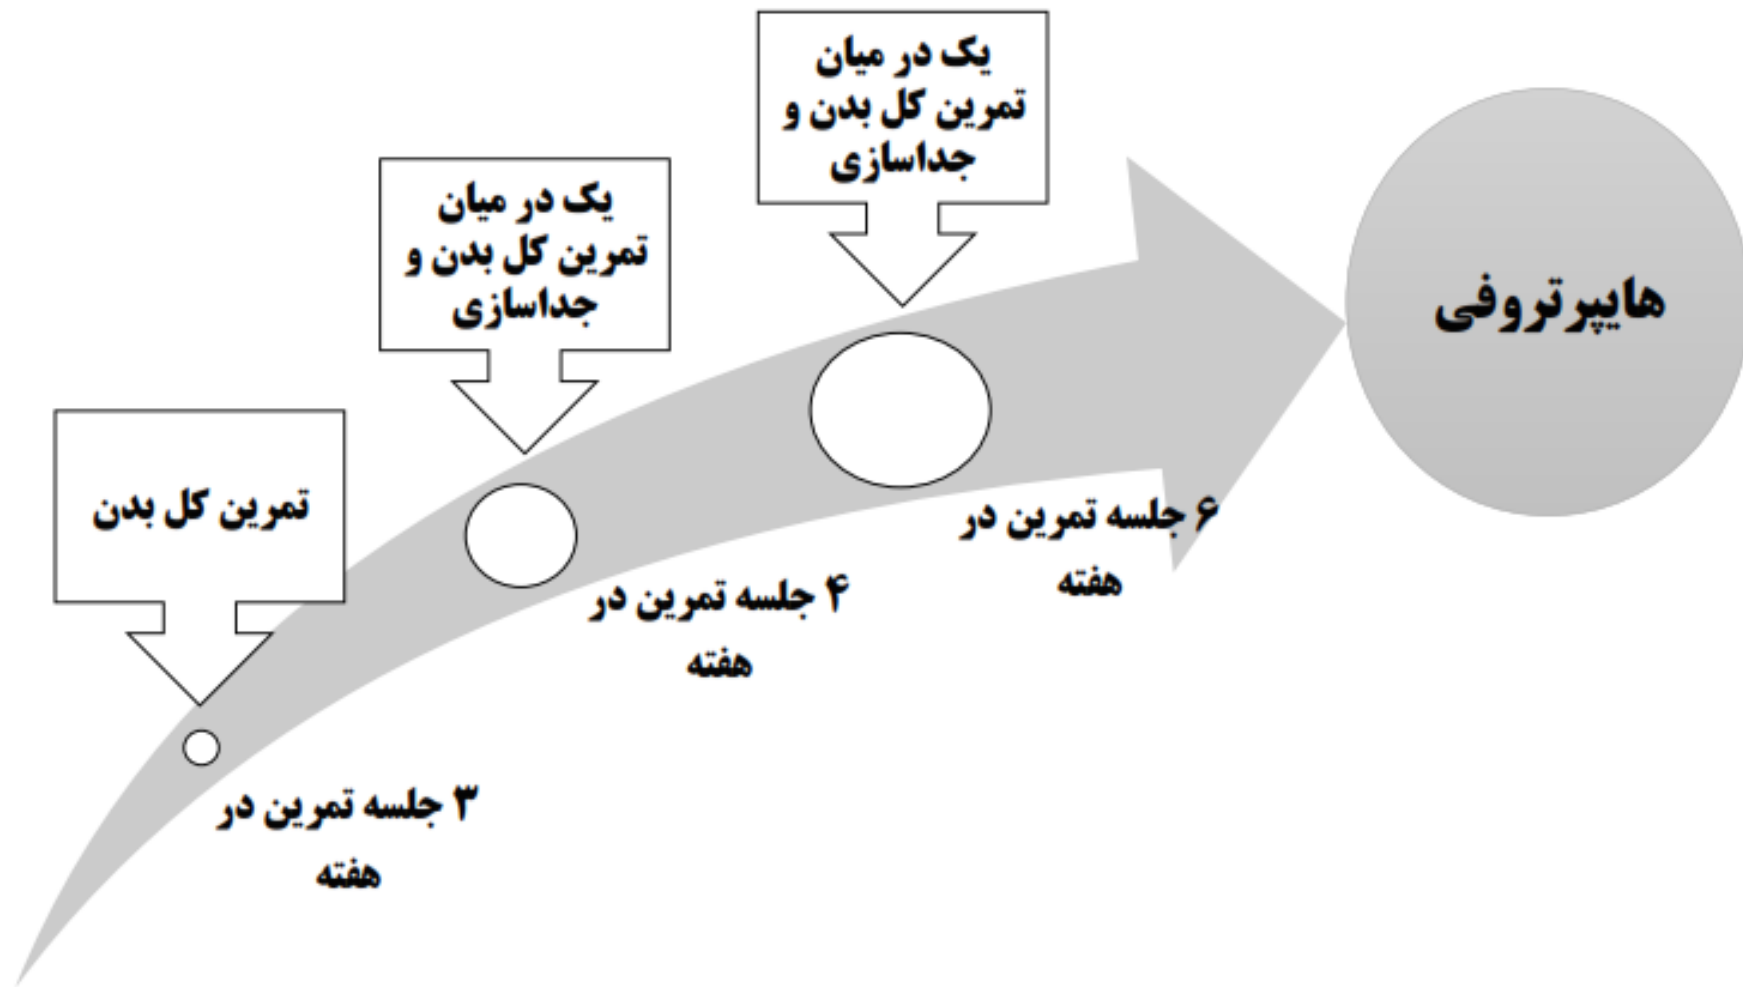 یک در میان
تمرین کل بدن و
جداسازی
یک در میان
تمرین کل بدن و
جداسازی
تمرین کل بدن
هایپرتروفی
۶ جلسه تمرین در
هفته
۴ جلسه تمرین در
هفته
۳ جلسه تمرین در
هفته